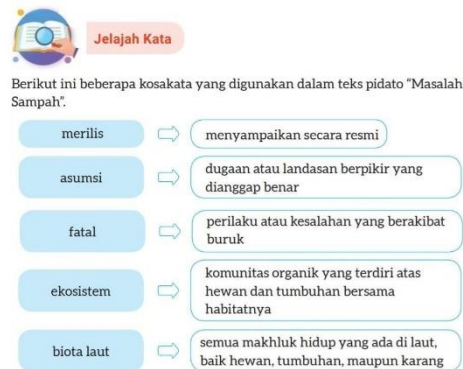 Jelajah Kata
Berikut ini beberapa kosakata yang digunakan dalam teks pidato “Masalah
Sampah”.
merilis
menyampaikan secara resmi
asumsi
dugaan atau landasan berpikir yang
dianggap benar
fatal
perilaku atau kesalahan yang berakibat
buruk
ekosistem
komunitas organik yang terdiri atas
hewan dan tumbuhan bersama
habitatnya
biota laut
semua makhluk hidup yang ada di laut,
baik hewan, tumbuhan, maupun karang